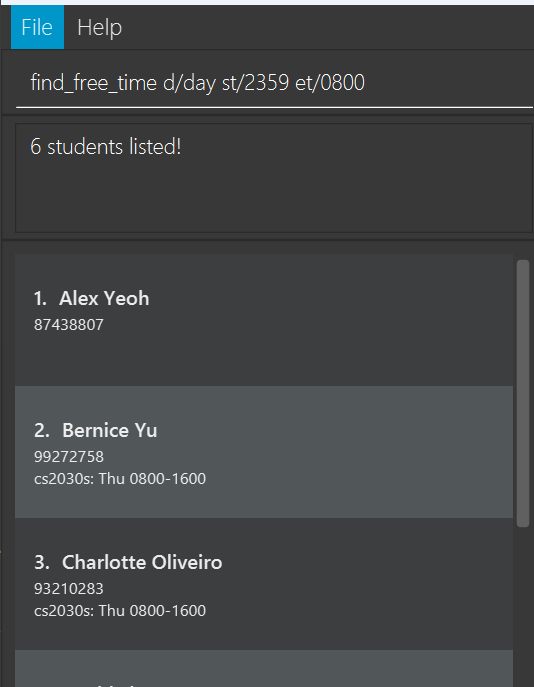 File Help
find_free_time d/day st/2359 et/0800
6 students listed!
1. Alex Yeoh
87438807
2. Bernice Yu
99272758
cs2030s: Thu 0800-1600
3. Charlotte Oliveiro
93210283
cs2030s: Thu 0800-1600